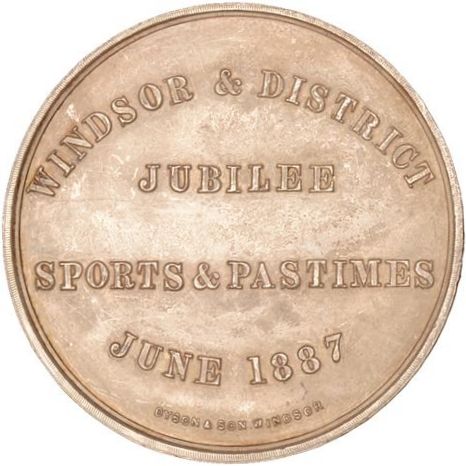 WINDSOR & DISTRICT
JUBILEE
SPORTS & PASTIMES
JUNE 1887
DYSON & SON. WINDSOR